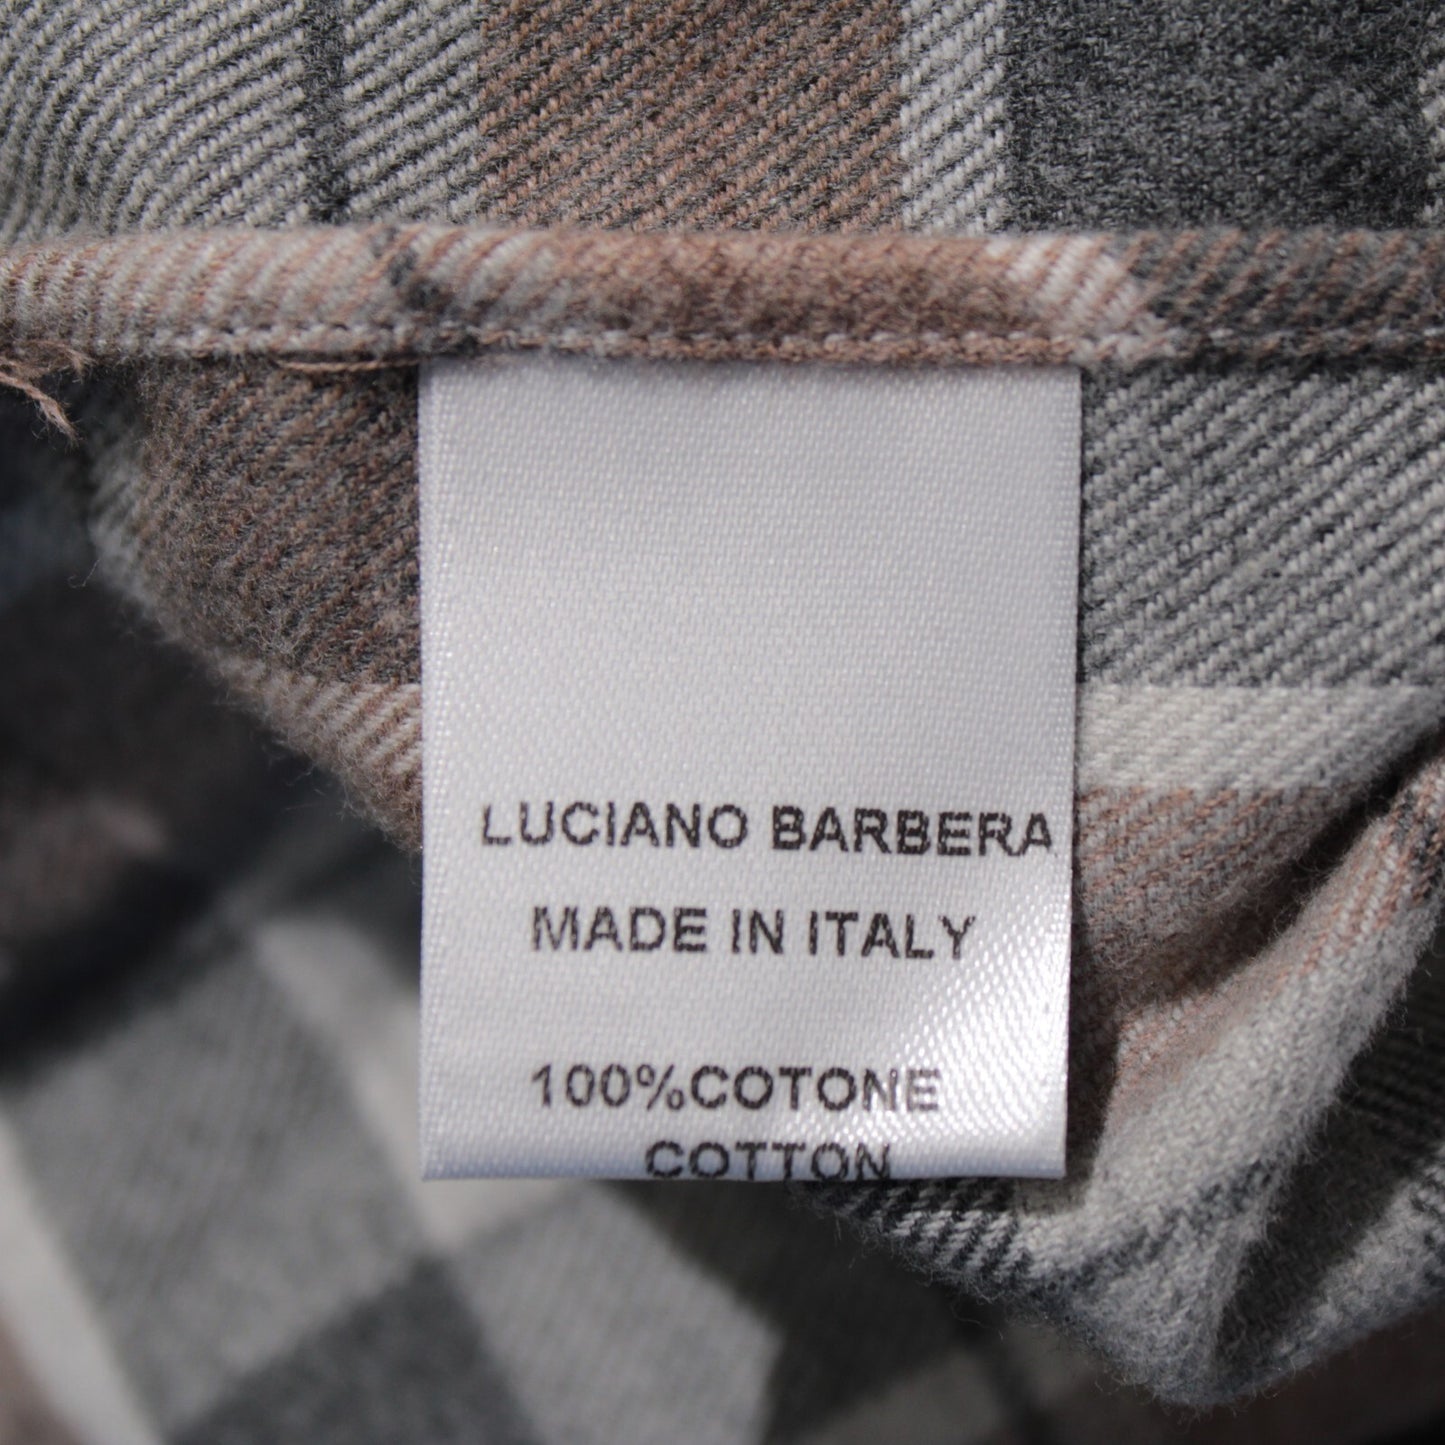 LUCIANO BARBERA
MADE IN ITALY
100%COTONE
COTTON